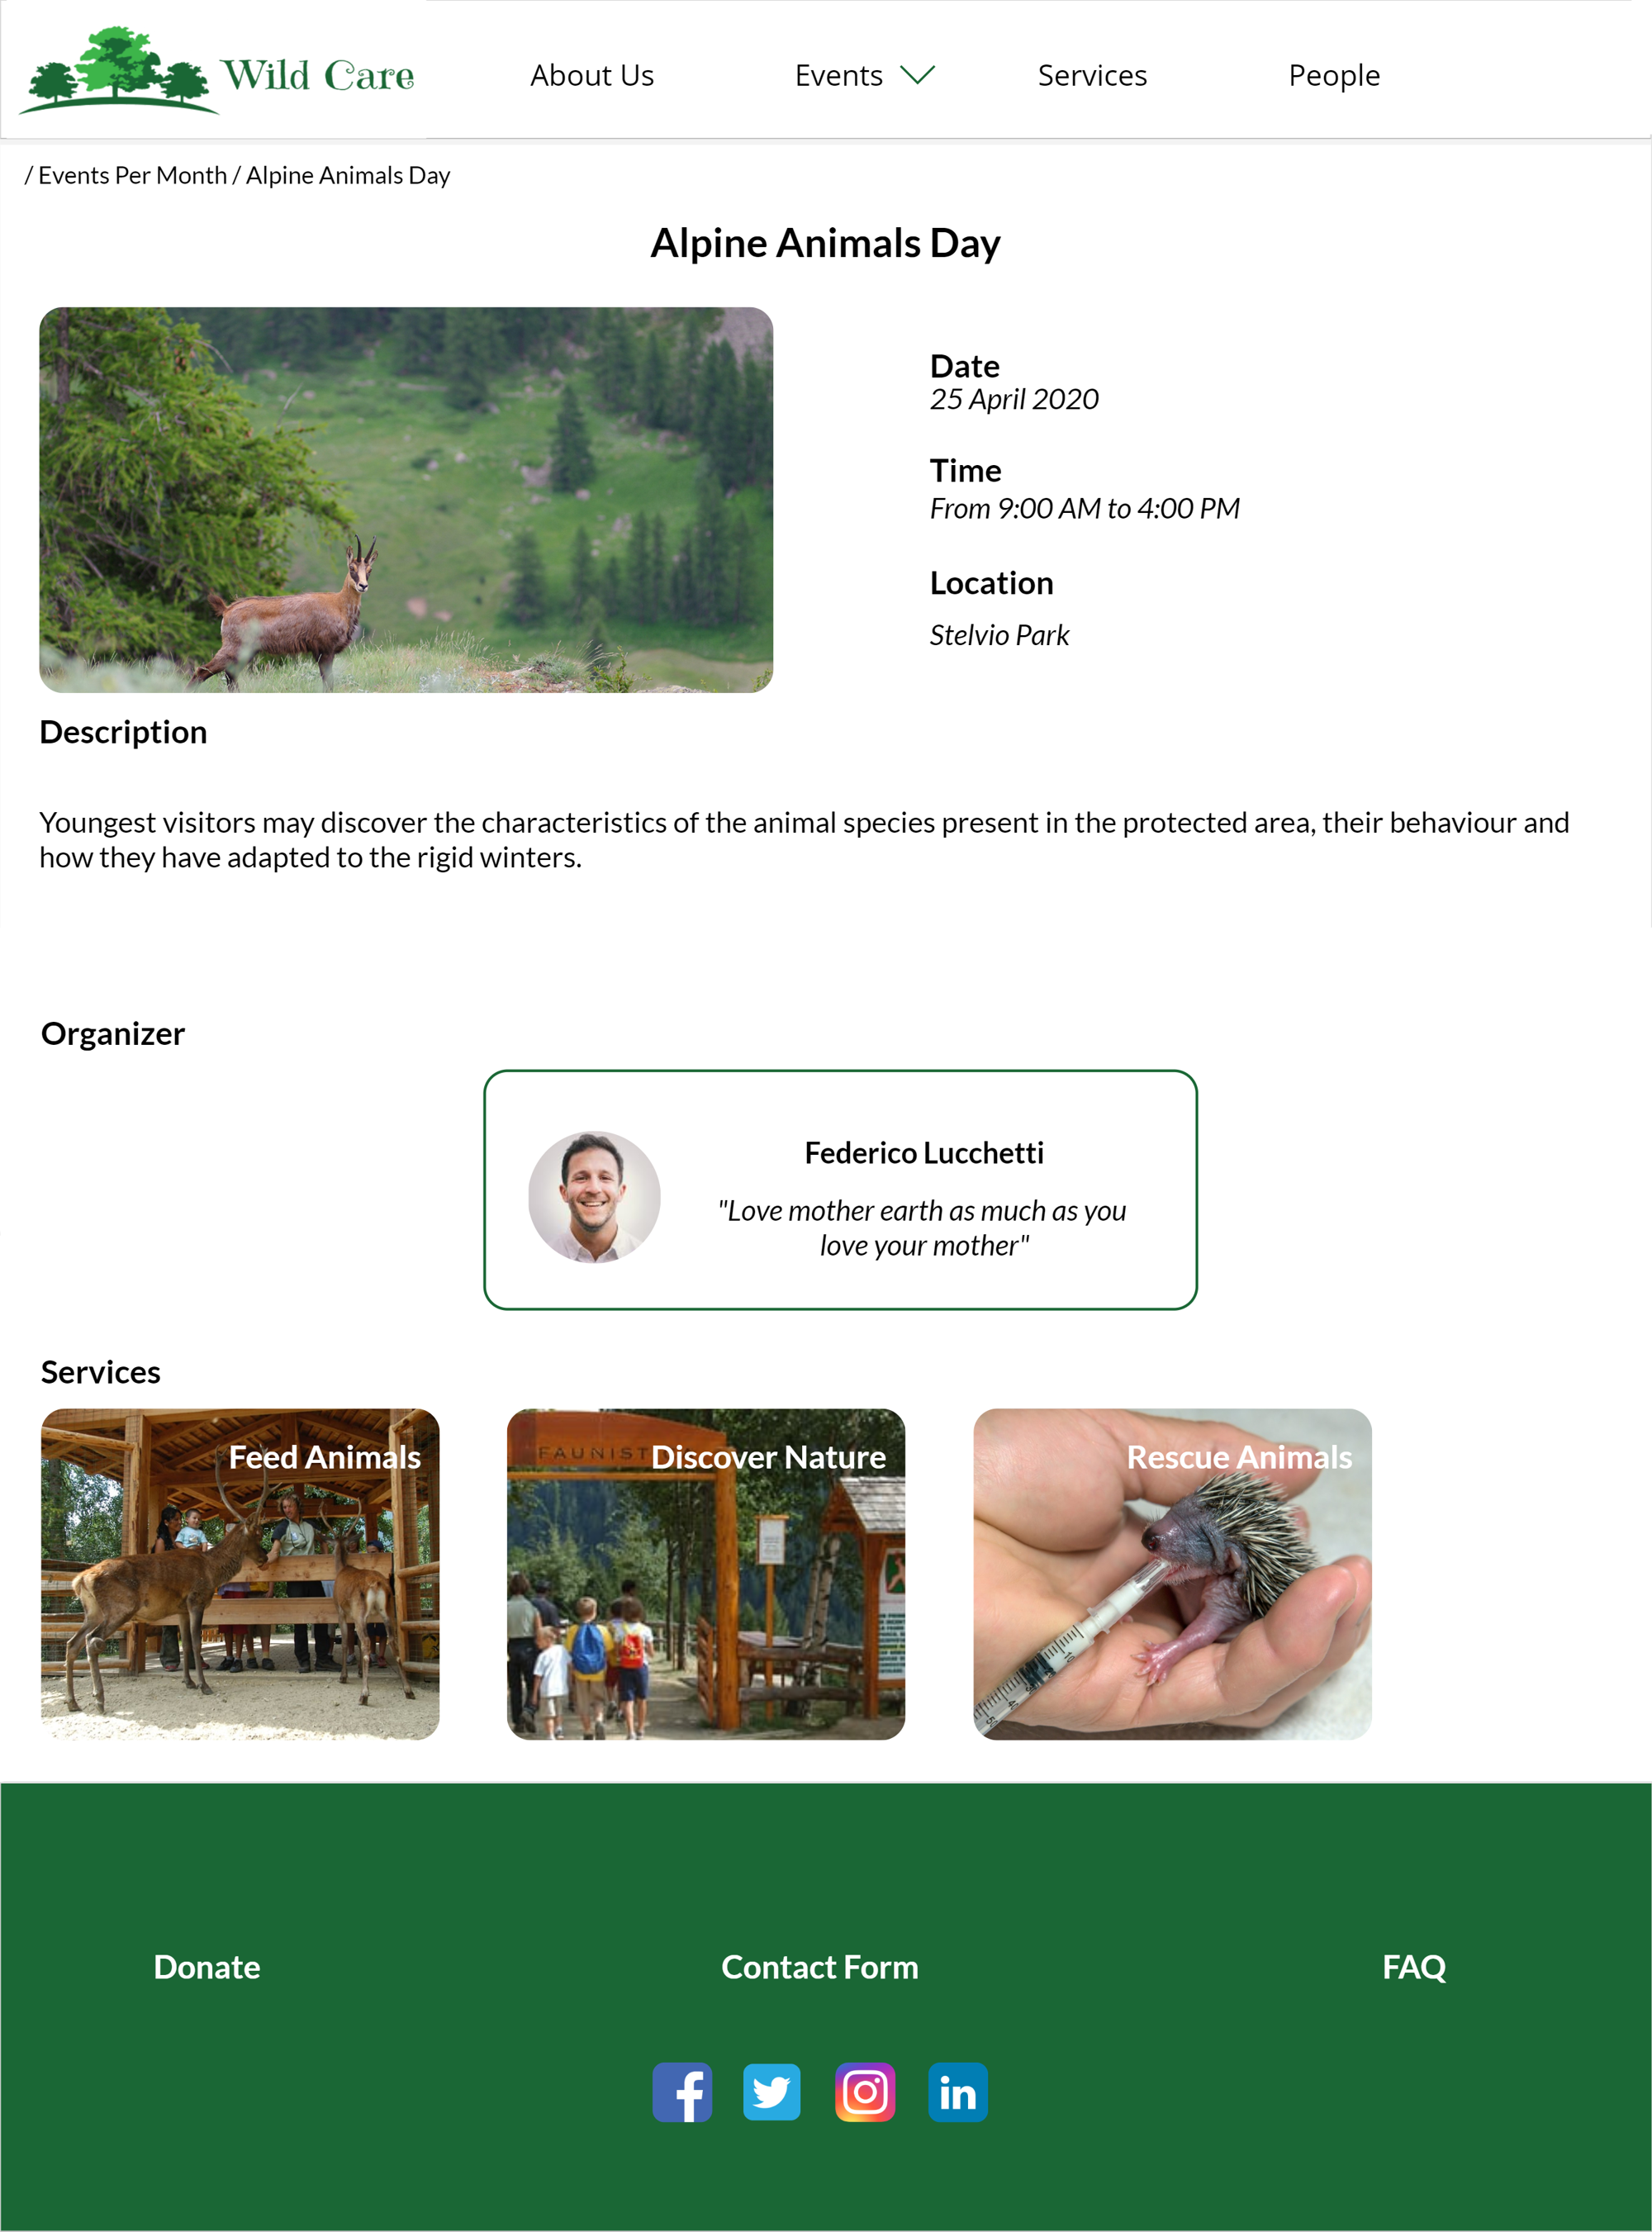 Wild Care
About Us
Events
Services
People
/ Events Per Month / Alpine Animals Day
Alpine Animals Day
Date
25 April 2020
Time
From 9:00 AM to 4:00 PM
Location
Stelvio Park
Description
Youngest visitors may discover the characteristics of the animal species present in the protected area, their behaviour and
how they have adapted to the rigid winters.
Organizer
Federico Lucchetti
"Love mother earth as much as you
love your mother"
Services
Feed Animals
FAUNIST
Discover Nature
Rescue Animals
Donate
Contact Form
FAQ
f
in